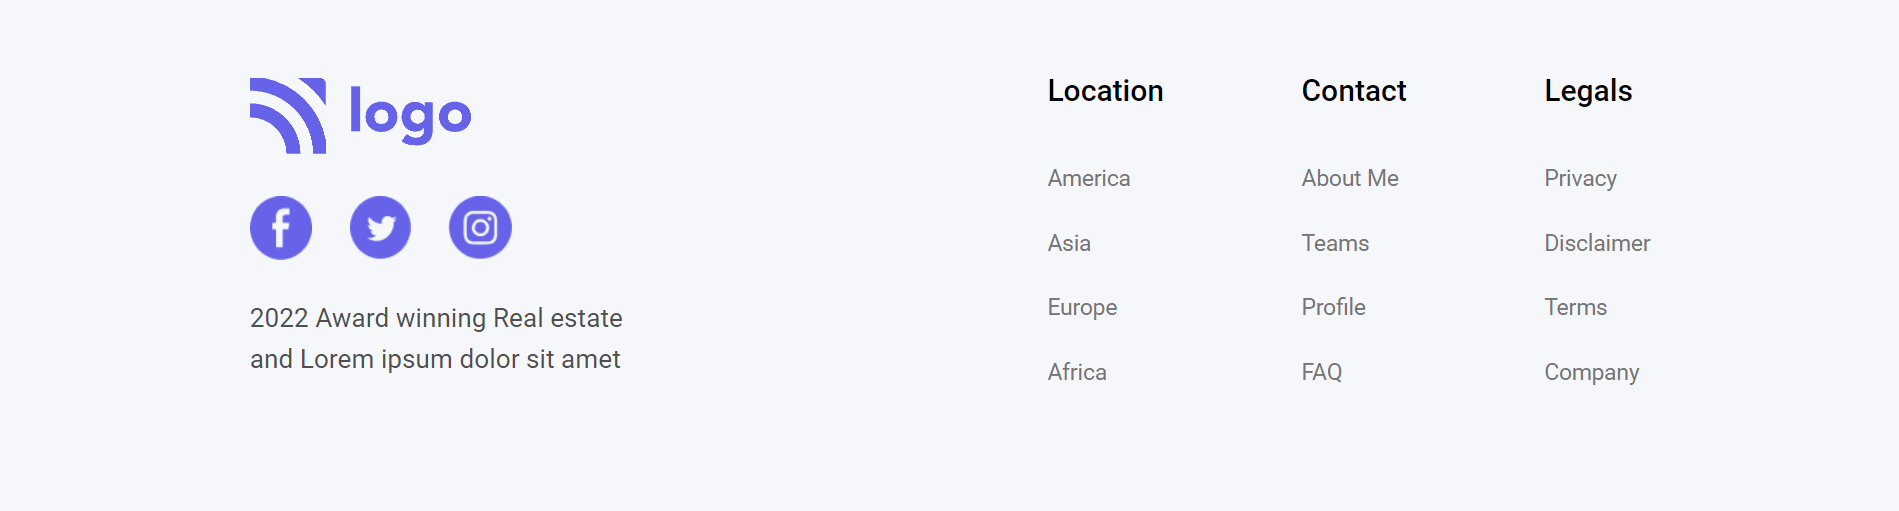 logo
2022 Award winning Real estate
and Lorem ipsum dolor sit amet
Location
America
Asia
Europe
Africa
Contact
About Me
Teams
Profile
FAQ
Legals
Privacy
Disclaimer
Terms
Company